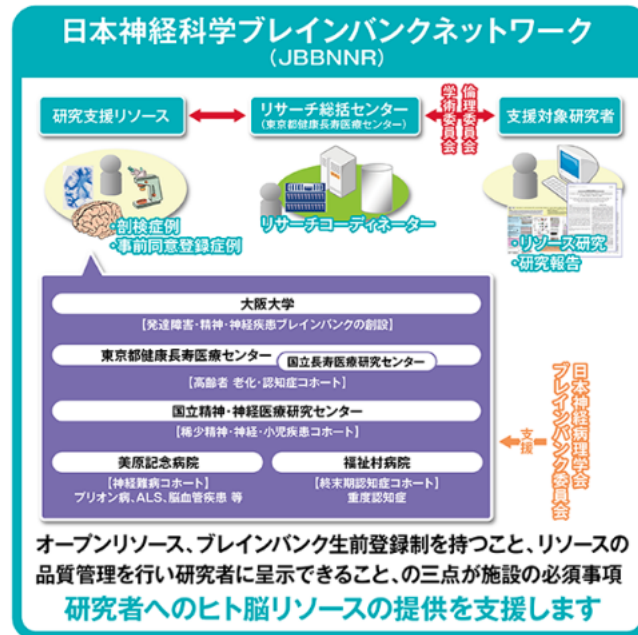 日本神経科学ブレインバンクネットワーク
(JBBNNR)
研究支援リソース
リサーチ総括センター
(東京都健康長寿医療センター)
学術委員会
倫理委員会
支援対象研究者
・剖検症例
・事前同意登録症例
リサーチコーディネーター
・リソース研究
・研究報告
大阪大学
【発達障害・精神・神経疾患ブレインバンクの創設】
東京都健康長寿医療センター
国立長寿医療研究センター
【高齢者 老化・認知症コホート】
国立精神・神経医療研究センター
【稀少精神・神経・小児疾患コホート】
美原記念病院
【神経難病コホート】
プリオン病、ALS、脳血管疾患 等
福祉村病院
【終末期認知症コホート】
重度認知症
支援
日本神経病理学会
ブレインバンク委員会
オープンリソース、ブレインバンク生前登録制を持つこと、リソースの
品質管理を行い研究者に呈示できること、の三点が施設の必須事項
研究者へのヒト脳リソースの提供を支援します